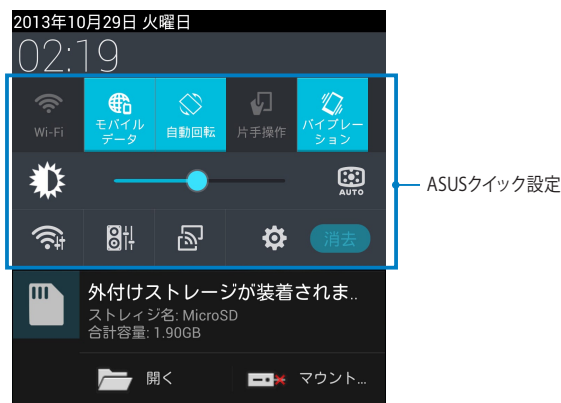 2013年10月29日 火曜日
02:19
Wi-Fi
モバイル
データ
自動回転
片手操作
バイブレー
ション
AUTO
ASUSクイック設定
消去
外付けストレージが装着されま..
ストレイジ名: MicroSD
合計容量: 1.90GB
開く
マウント...